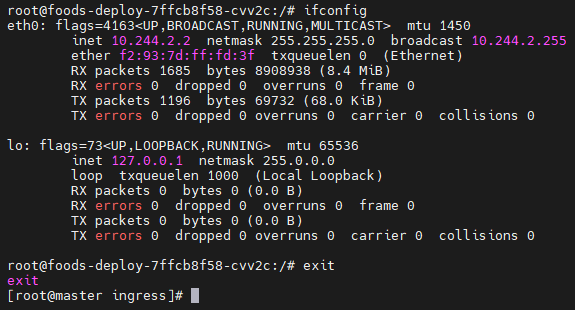 root@foods-deploy-7ffcb8f58-cvv2c:/# ifconfig
eth0: flags=4163<UP,BROADCAST,RUNNING,MULTICAST>  mtu 1450
        inet 10.244.2.2  netmask 255.255.255.0  broadcast 10.244.2.255
        ether f2:93:7d:ff:fd:3f  txqueuelen 0  (Ethernet)
        RX packets 1685  bytes 8908938 (8.4 MiB)
        RX errors 0  dropped 0  overruns 0  frame 0
        TX packets 1196  bytes 69732 (68.0 KiB)
        TX errors 0  dropped 0 overruns 0  carrier 0  collisions 0

lo: flags=73<UP,LOOPBACK,RUNNING>  mtu 65536
        inet 127.0.0.1  netmask 255.0.0.0
        loop  txqueuelen 1000  (Local Loopback)
        RX packets 0  bytes 0 (0.0 B)
        RX errors 0  dropped 0  overruns 0  frame 0
        TX packets 0  bytes 0 (0.0 B)
        TX errors 0  dropped 0 overruns 0  carrier 0  collisions 0

root@foods-deploy-7ffcb8f58-cvv2c:/# exit
exit
[root@master ingress]#